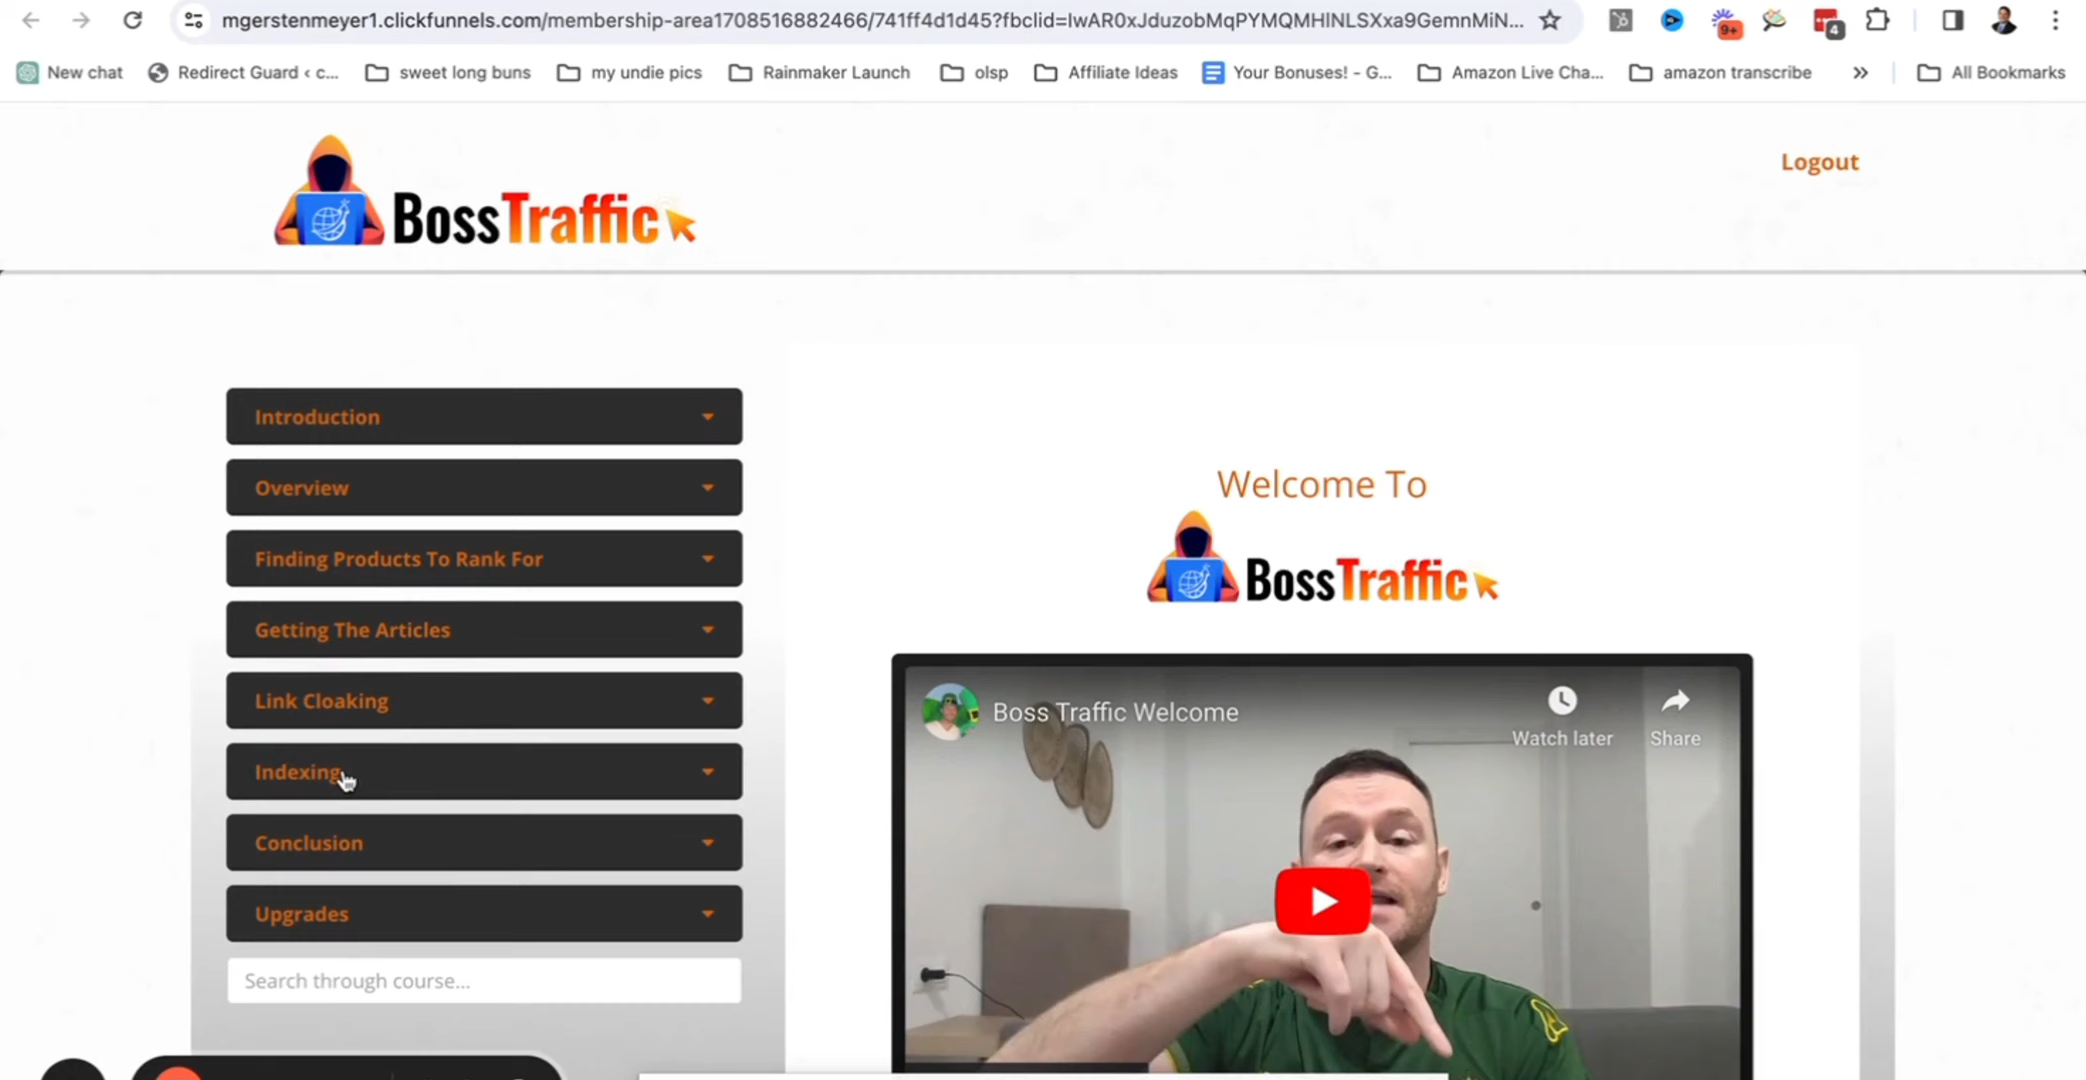 mgerstenmeyer1.clickfunnels.com/membership-area1708516882466/741ff4d1d45?fbclid=IwAR0xJduzobMqPYMQMHlNLSXxa9GemnMiN...
9+
4
New chat
Redirect Guard ‹ c...
sweet long buns
my undie pics
Rainmaker Launch
olsp
Affiliate Ideas
Your Bonuses! - G...
Amazon Live Cha...
amazon transcribe
»
All Bookmarks
BossTraffic
Logout
Introduction
Overview
Finding Products To Rank For
Getting The Articles
Link Cloaking
Indexing
Conclusion
Upgrades
Search through course...
Welcome To
BossTraffic
Boss Traffic Welcome
Watch later
Share